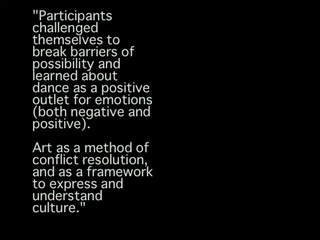 "Participants
challenged
themselves to
break barriers of
possibility and
learned about
dance as a positive
outlet for emotions
(both negative and
positive).
Art as a method of
conflict resolution,
and as a framework
to express and
understand
culture."